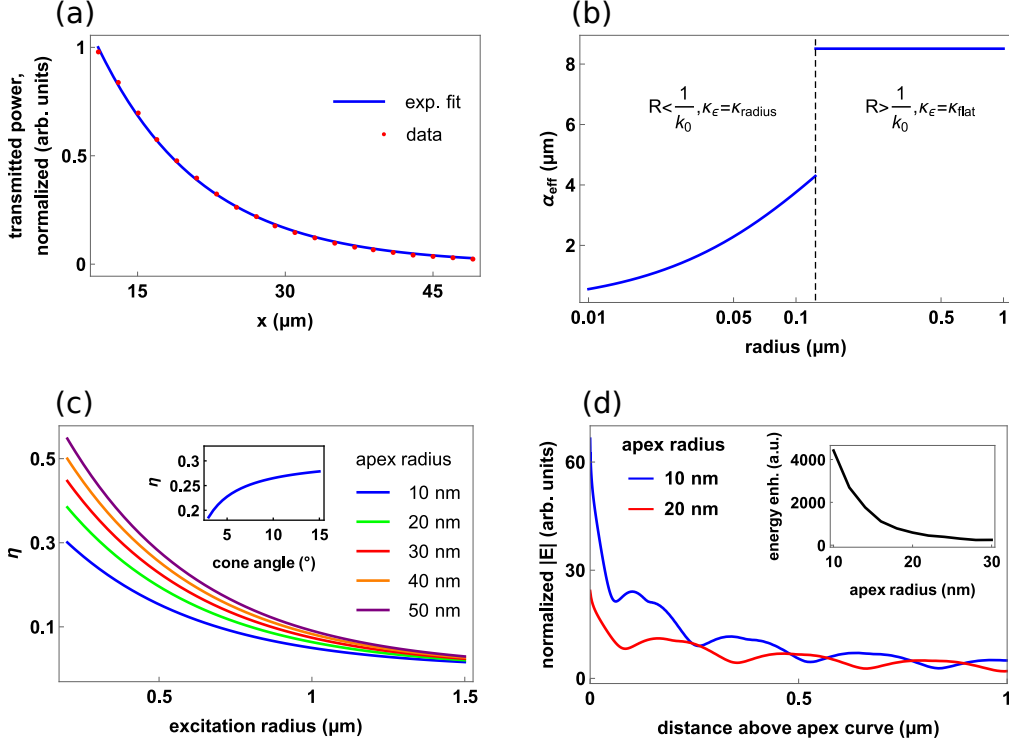 (a)
transmitted power,
normalized (arb. units)
1
0.5
0
exp. fit
data
15
30
45
x (µm)
(b)
α_eff (µm)
8
6
4
2
R<1/k₀,κ_ϵ=κ_radius
R>1/k₀,κ_ϵ=κ_flat
0.01
0.05
0.1
0.5
1
radius (µm)
(c)
η
0.5
0.3
0.1
η
0.3
0.25
0.2
5
10
15
cone angle (°)
apex radius
10 nm
20 nm
30 nm
40 nm
50 nm
0.5
1
1.5
excitation radius (µm)
(d)
normalized |E| (arb. units)
60
30
0
apex radius
10 nm
20 nm
energy enh. (a.u.)
4000
2000
0
10
20
30
apex radius (nm)
0
0.5
1
distance above apex curve (µm)